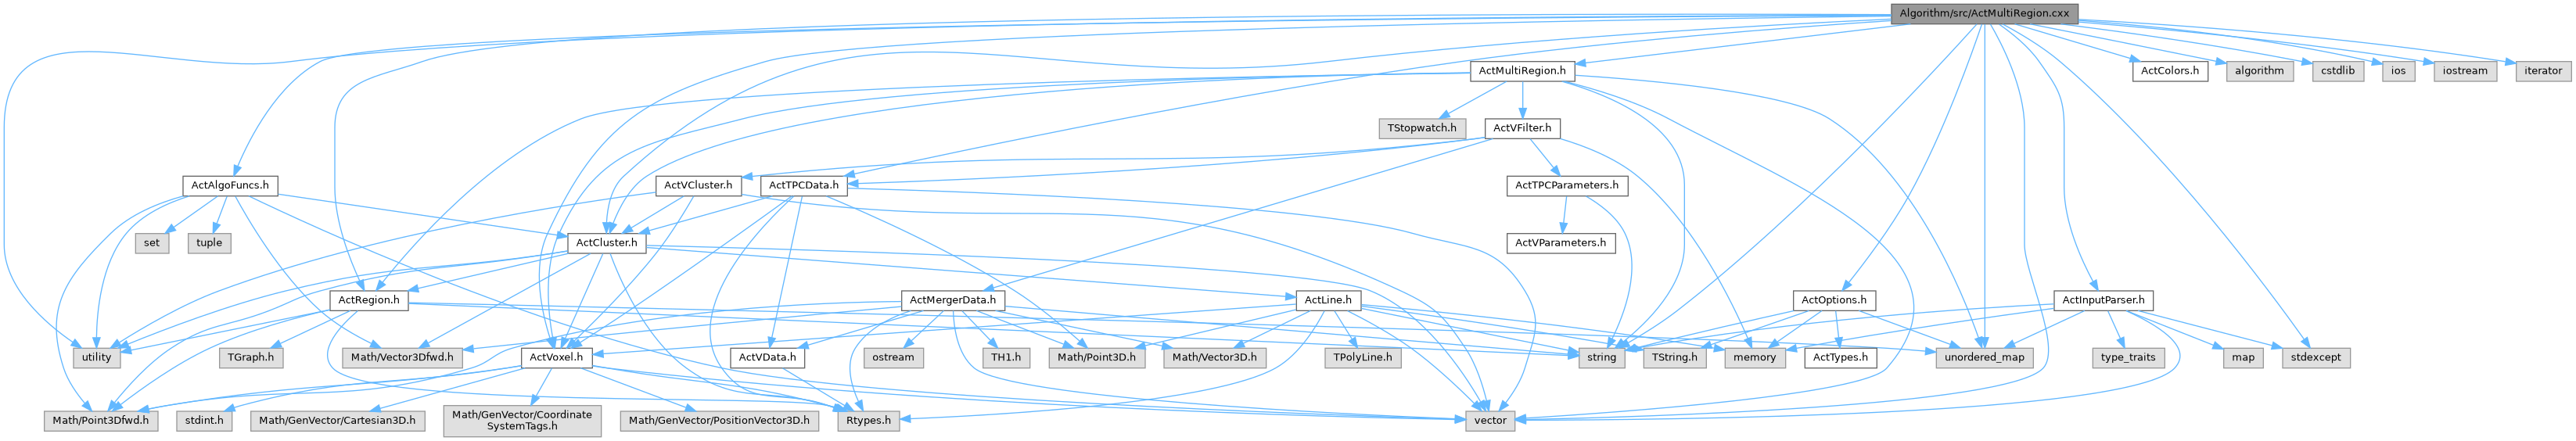 Algorithm/src/ActMultiRegion.cxx
ActMultiRegion.h
ActColors.h
algorithm
cstdlib
ios
iostream
iterator
TStopwatch.h
ActVFilter.h
ActAlgoFuncs.h
ActVCluster.h
ActTPCData.h
ActTPCParameters.h
set
tuple
ActCluster.h
ActVParameters.h
ActRegion.h
ActMergerData.h
ActLine.h
ActOptions.h
ActInputParser.h
utility
TGraph.h
Math/Vector3Dfwd.h
ActVoxel.h
ActVData.h
ostream
TH1.h
Math/Point3D.h
Math/Vector3D.h
TPolyLine.h
string
TString.h
memory
ActTypes.h
unordered_map
type_traits
map
stdexcept
Math/Point3Dfwd.h
stdint.h
Math/GenVector/Cartesian3D.h
Math/GenVector/Coordinate
SystemTags.h
Math/GenVector/PositionVector3D.h
Rtypes.h
vector